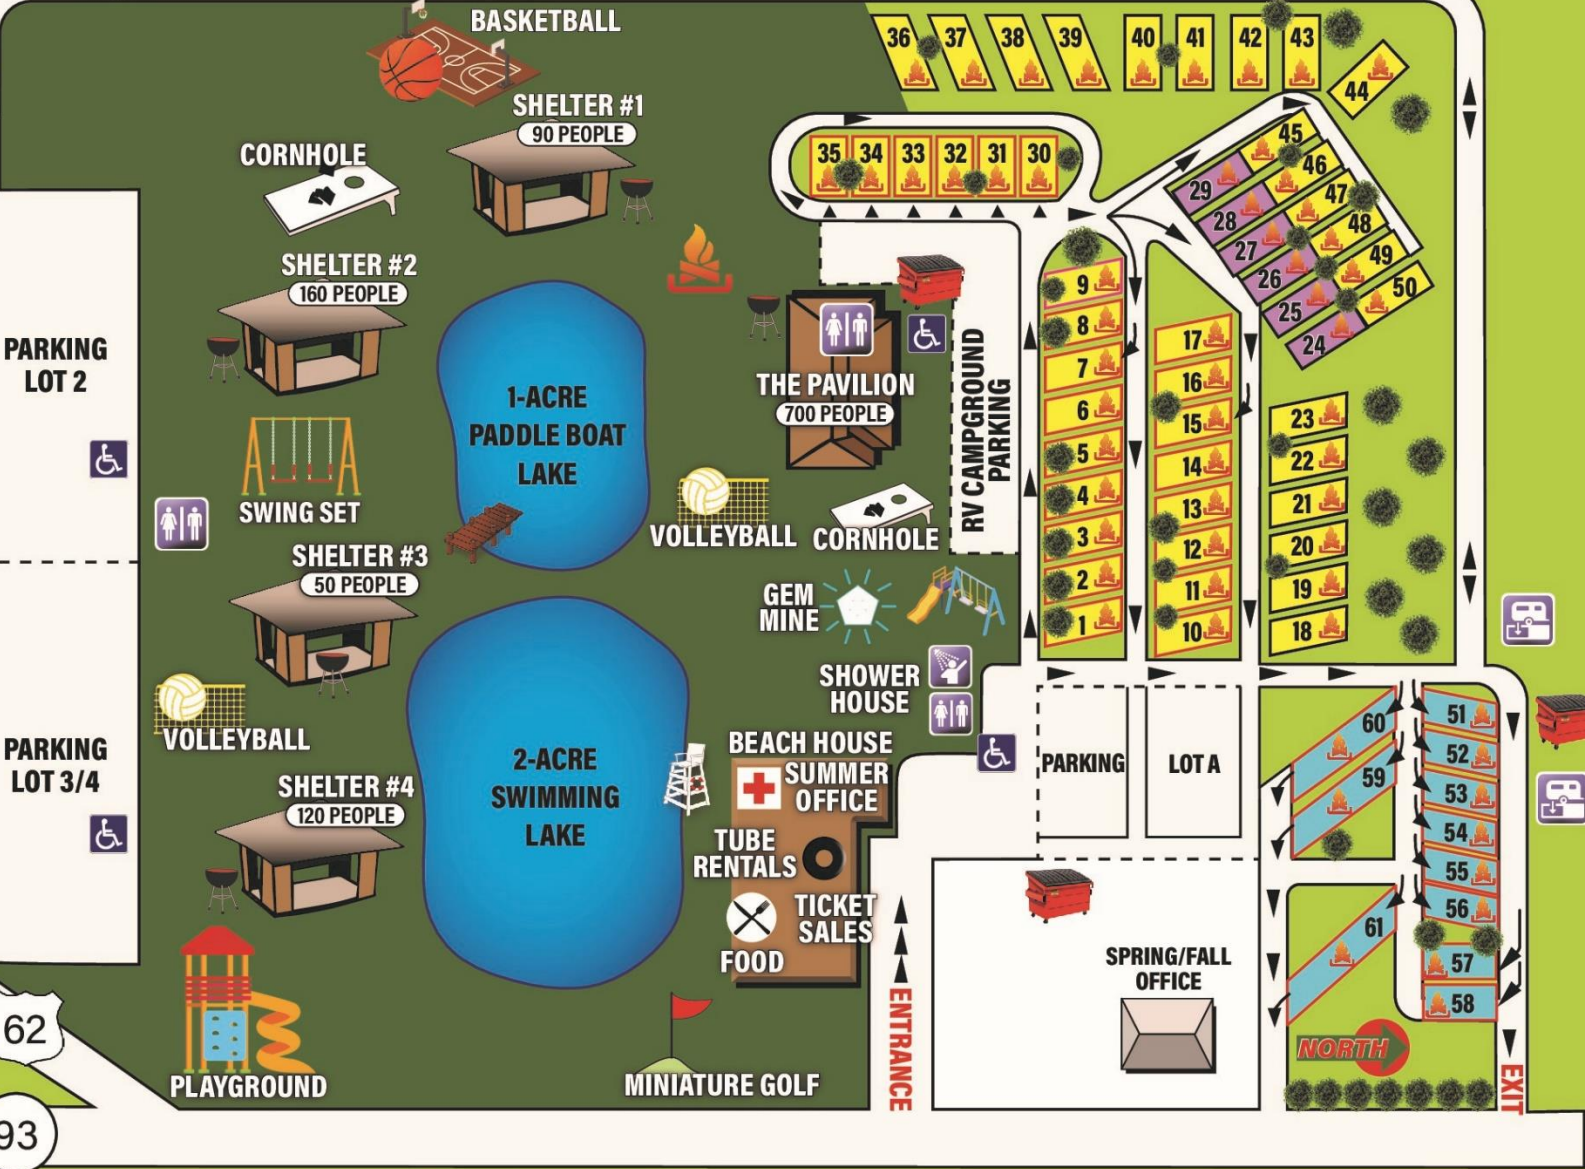 BASKETBALL
SHELTER #1
90 PEOPLE
CORNHOLE
SHELTER #2
160 PEOPLE
PARKING
LOT 2
SWING SET
SHELTER #3
50 PEOPLE
1-ACRE
PADDLE BOAT
LAKE
THE PAVILION
700 PEOPLE
VOLLEYBALL
CORNHOLE
RV CAMPGROUND
PARKING
GEM
MINE
SHOWER
HOUSE
VOLLEYBALL
PARKING
LOT 3/4
SHELTER #4
120 PEOPLE
2-ACRE
SWIMMING
LAKE
BEACH HOUSE
SUMMER
OFFICE
TUBE
RENTALS
TICKET
SALES
FOOD
PLAYGROUND
MINIATURE GOLF
62
93
ENTRANCE
PARKING
LOT A
SPRING/FALL
OFFICE
NORTH
EXIT
36
37
38
39
40
41
42
43
44
35
34
33
32
31
30
45
46
47
48
49
50
29
28
27
26
25
24
9
8
7
6
5
4
3
2
1
17
16
15
14
13
12
11
10
23
22
21
20
19
18
60
59
61
51
52
53
54
55
56
57
58